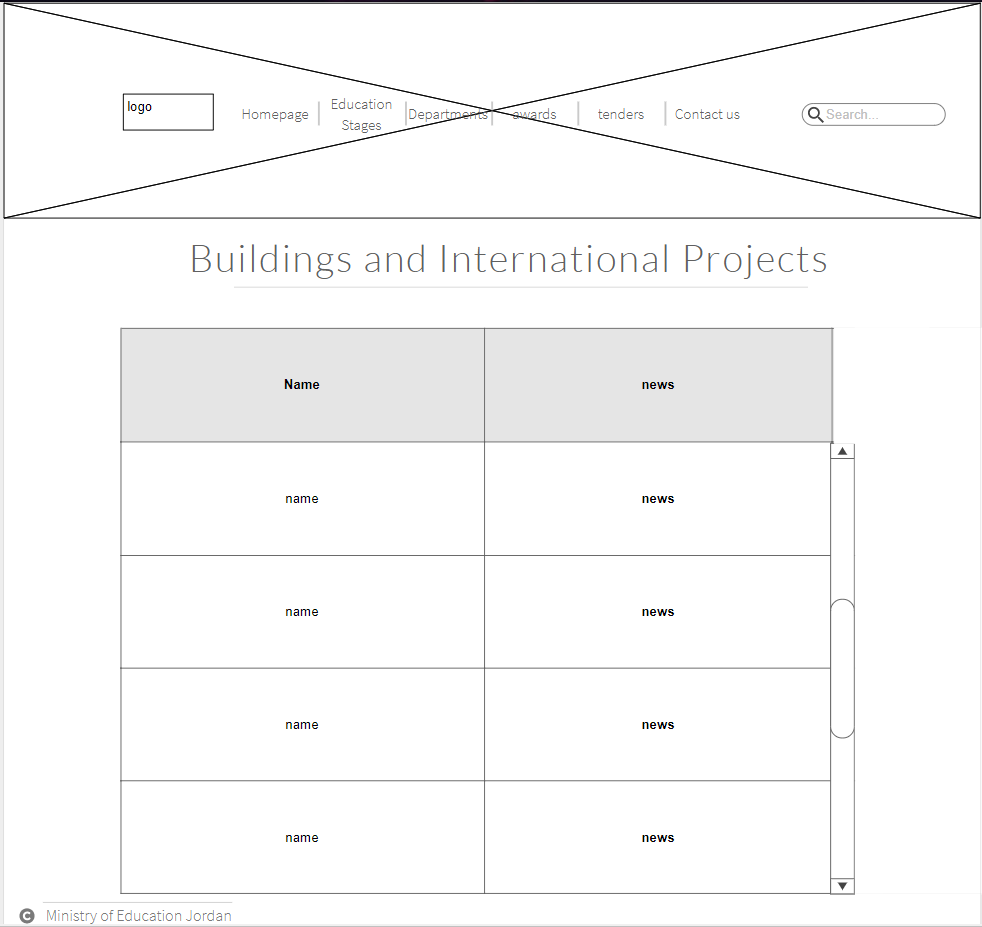 logo
Homepage
Education
Stages
Departments
awards
tenders
Contact us
Search...
Buildings and International Projects
Name news
name news
name news
name news
name news
C Ministry of Education Jordan